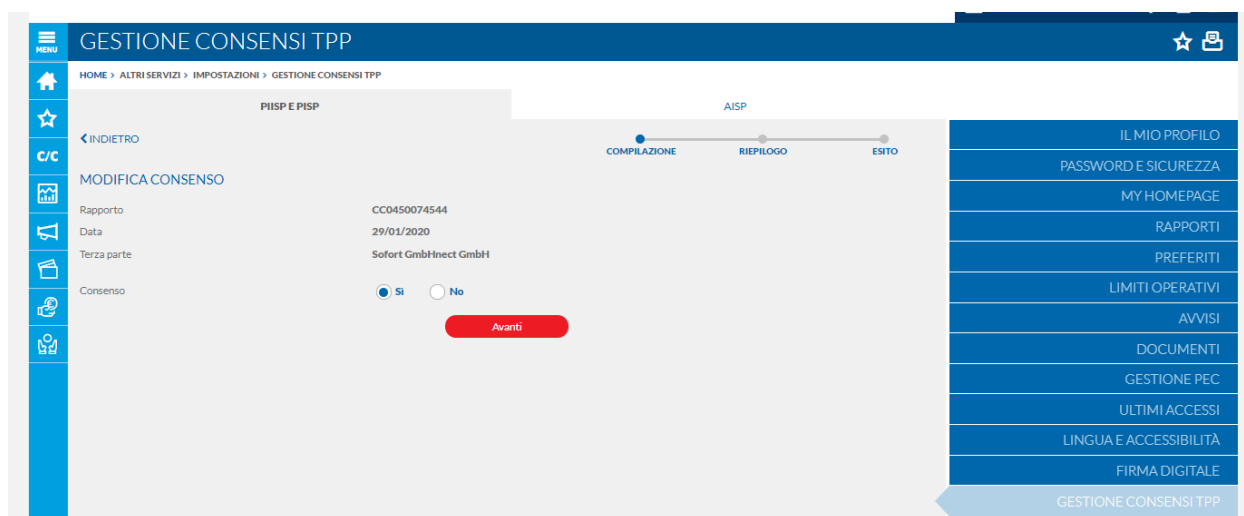 MENU
GESTIONE CONSENSI TPP
HOME > ALTRI SERVIZI > IMPOSTAZIONI > GESTIONE CONSENSI TPP
PIISP E PISP
AISP
INDIETRO
COMPILAZIONE
RIEPILOGO
ESITO
MODIFICA CONSENSO
Rapporto CC0450074544
Data 29/01/2020
Terza parte Sofort GmbHnect GmbH
Consenso Sì No
Avanti
C/C
IL MIO PROFILO
PASSWORD E SICUREZZA
MY HOMEPAGE
RAPPORTI
PREFERITI
LIMITI OPERATIVI
AVVISI
DOCUMENTI
GESTIONE PEC
ULTIMI ACCESSI
LINGUA E ACCESSIBILITÀ
FIRMA DIGITALE
GESTIONE CONSENSI TPP